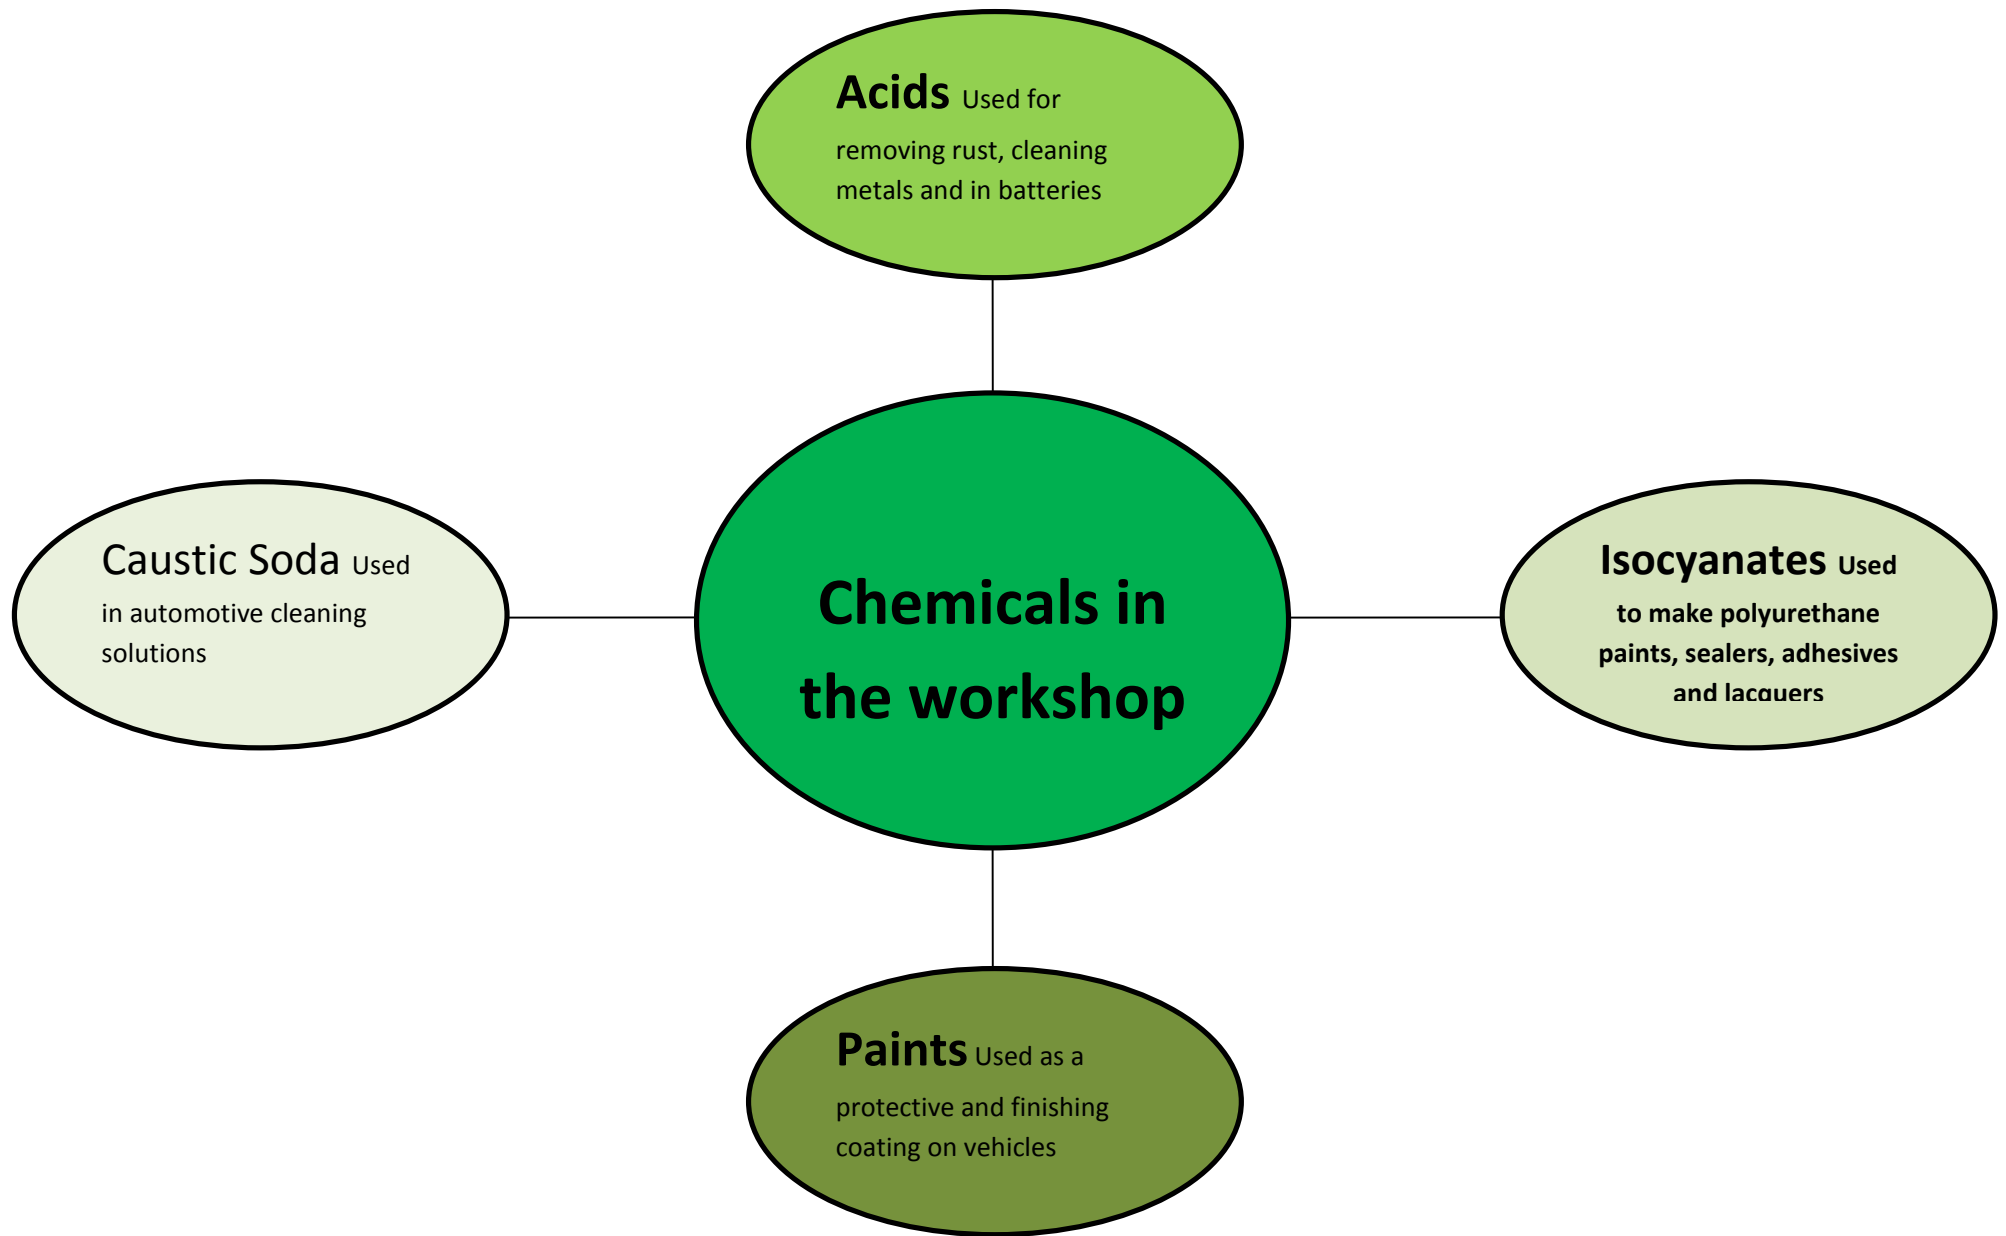 Acids Used for
removing rust, cleaning
metals and in batteries
Caustic Soda Used
in automotive cleaning
solutions
Chemicals in
the workshop
Isocyanates Used
to make polyurethane
paints, sealers, adhesives
and lacquers
Paints Used as a
protective and finishing
coating on vehicles